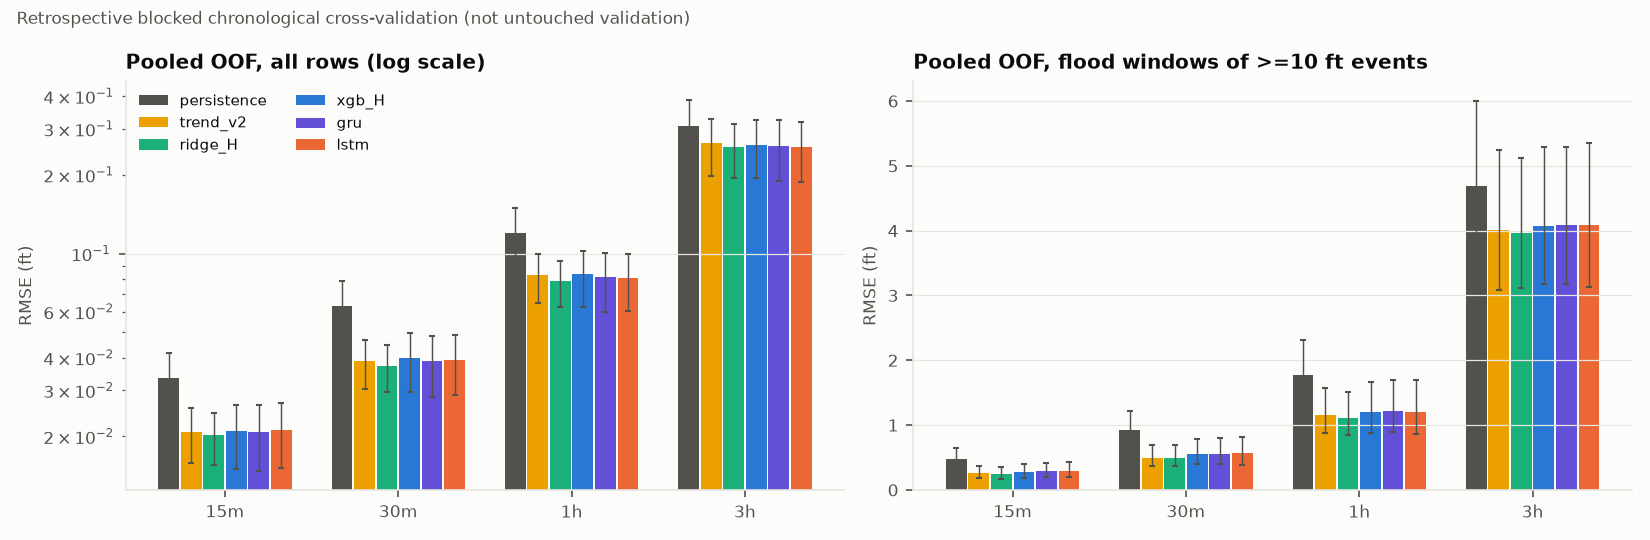 Retrospective blocked chronological cross-validation (not untouched validation)
Pooled OOF, all rows (log scale)
RMSE (ft)
4 × 10⁻¹
3 × 10⁻¹
2 × 10⁻¹
10⁻¹
6 × 10⁻²
4 × 10⁻²
3 × 10⁻²
2 × 10⁻²
persistence
trend_v2
ridge_H
xgb_H
gru
lstm
15m
30m
1h
3h
Pooled OOF, flood windows of >=10 ft events
RMSE (ft)
6
5
4
3
2
1
0
15m
30m
1h
3h